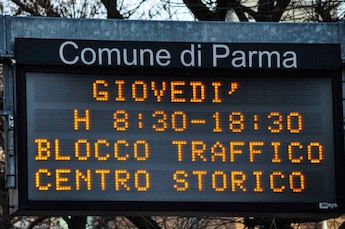 Comune di Parma
GIOVEDI'
H 8:30-18:30
BLOCCO TRAFFICO
CENTRO STORICO